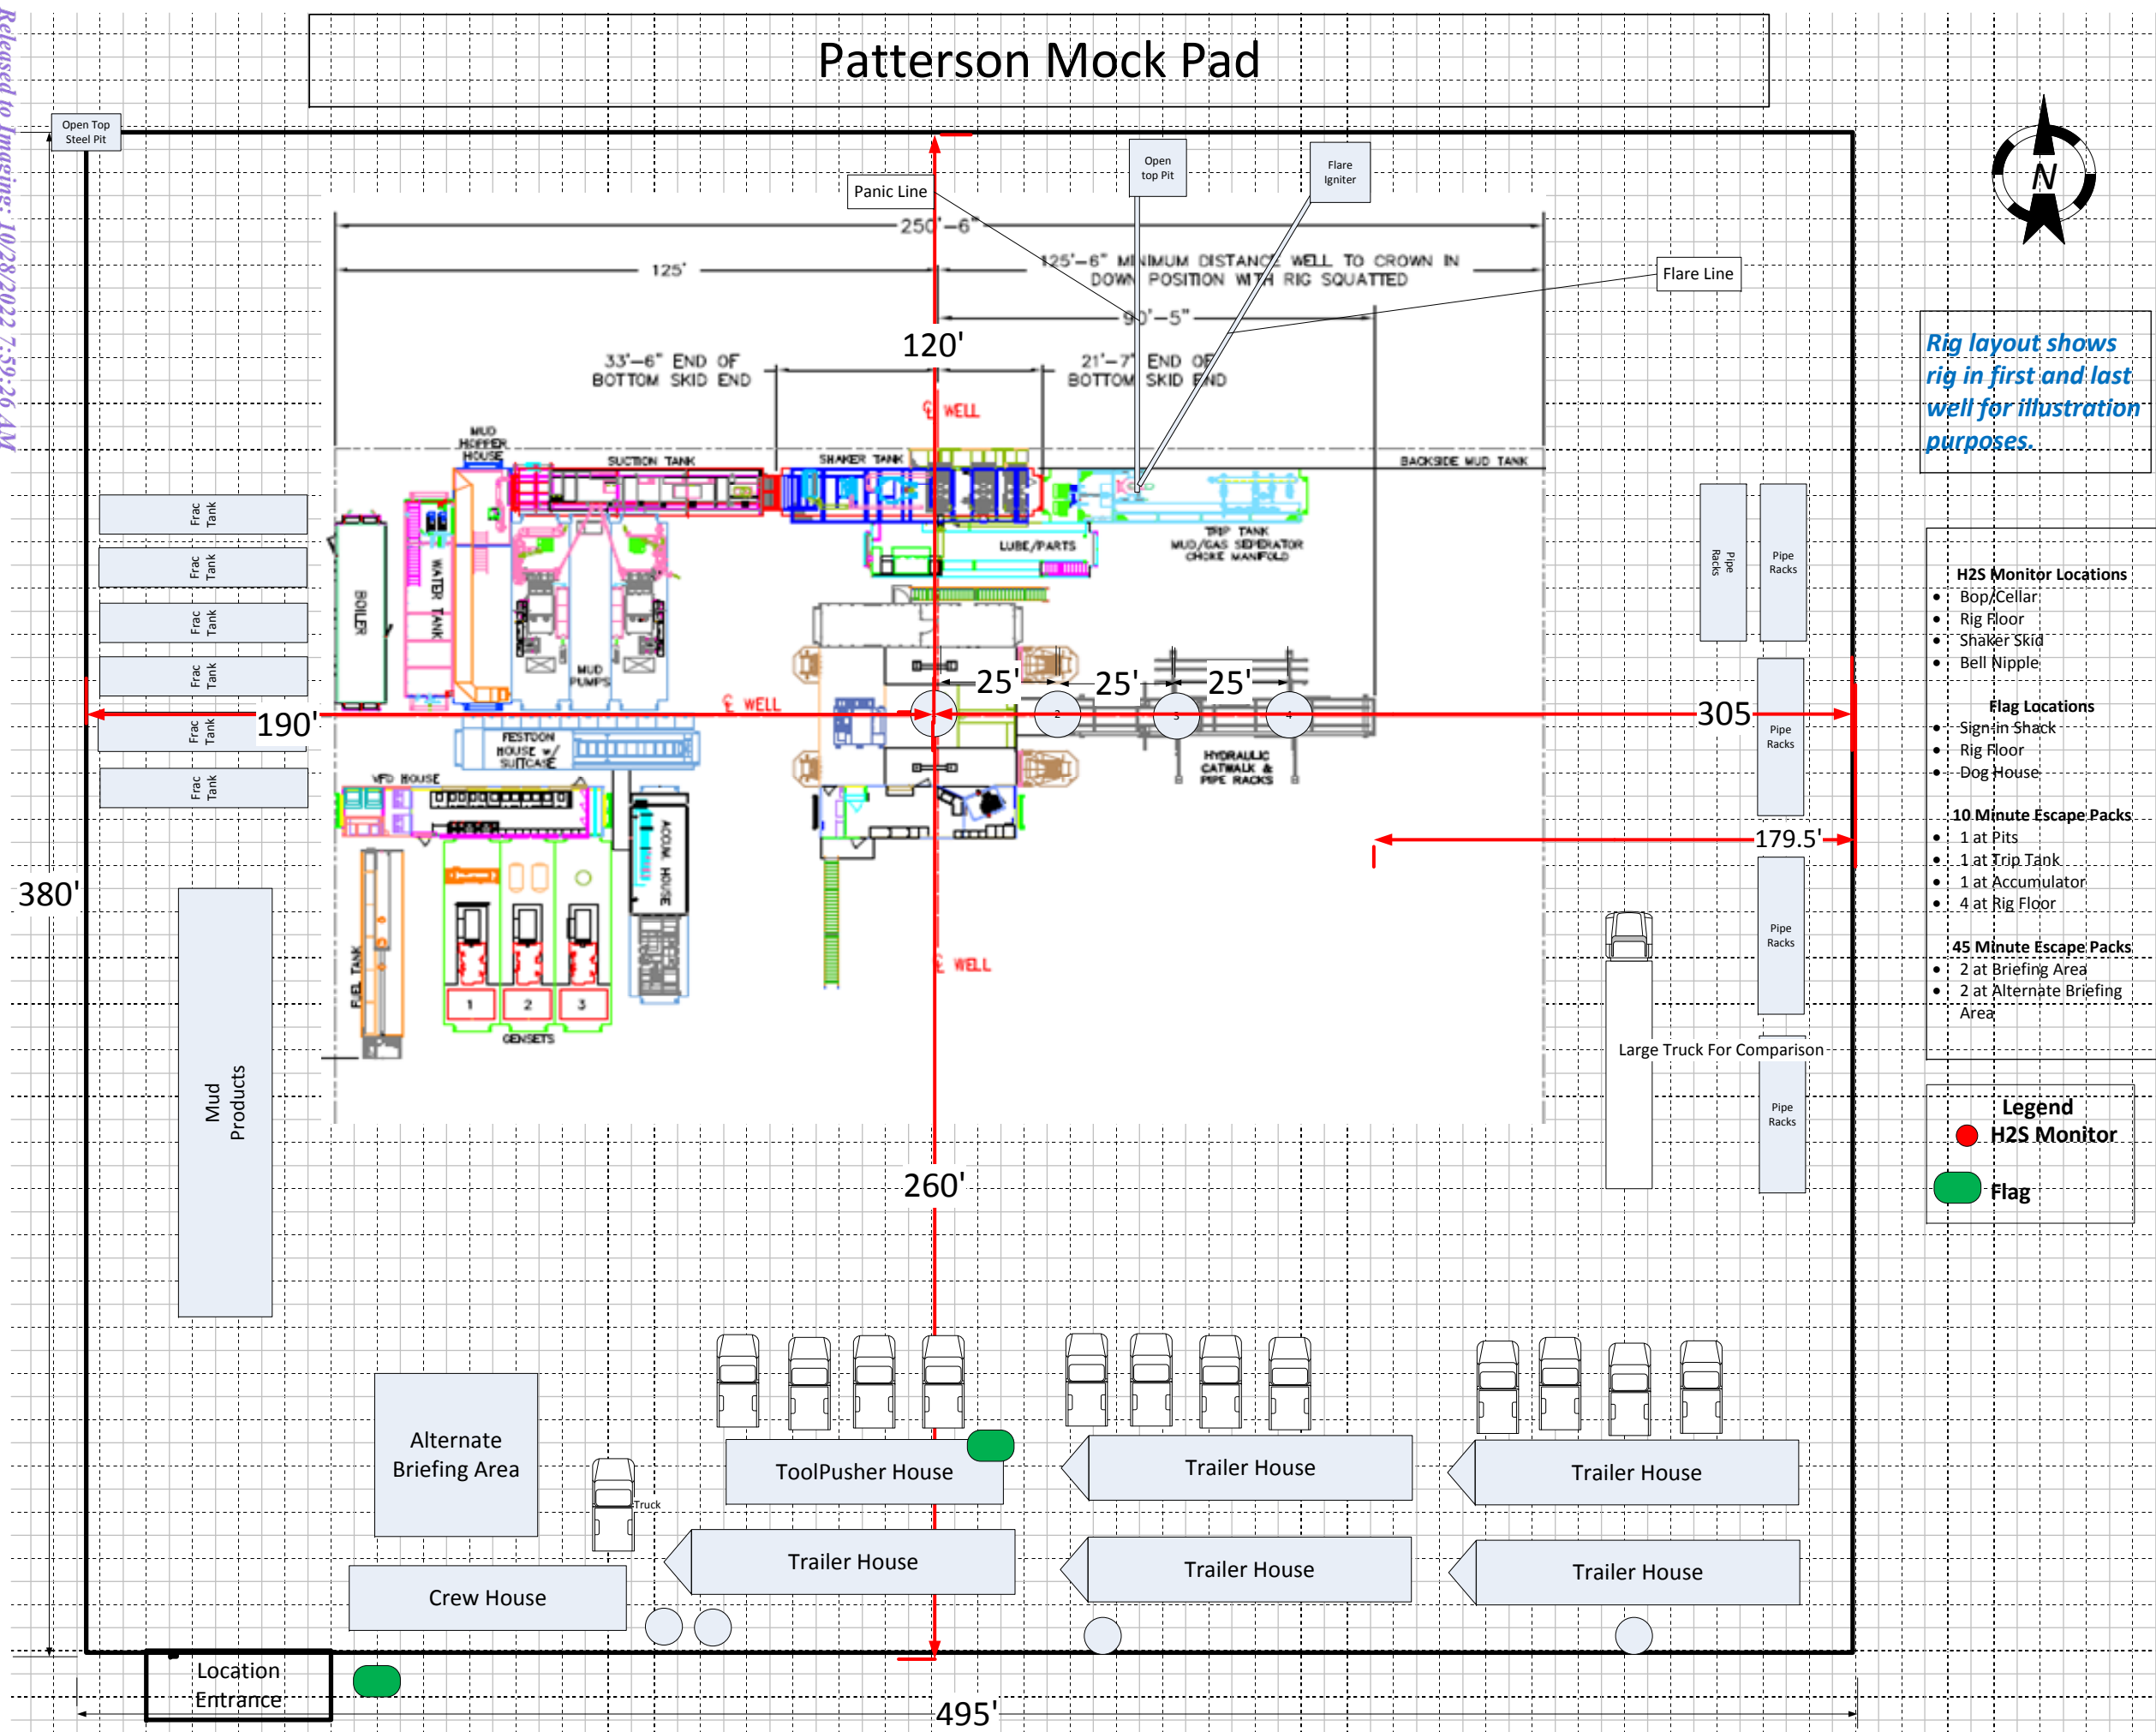 Released to Imaging: 10/28/2022 7:59:26 AM
Patterson Mock Pad
Open Top
Steel Pit
Open
top Pit
Flare
Igniter
N
Panic Line
250'-6"
125'
125'-6" MINIMUM DISTANCE WELL TO CROWN IN
DOWN POSITION WITH RIG SQUATTED
Flare Line
90'-5"
120'
33'-6" END OF
BOTTOM SKID END
21'-7" END OF
BOTTOM SKID END
Rig layout shows
rig in first and last
well for illustration
purposes.
℄ WELL
MUD
HOPPER
HOUSE
SUCTION TANK
SHAKER TANK
BACKSIDE MUD TANK
Frac
Tank
Frac
Tank
Frac
Tank
Frac
Tank
Frac
Tank
Frac
Tank
BOILER
WATER TANK
MUD
PUMPS
LUBE/PARTS
TRIP TANK
MUD/GAS SEPERATOR
CHOKE MANIFOLD
Pipe
Racks
Pipe
Racks
Pipe
Racks
Pipe
Racks
Pipe
Racks
25'
25'
25'
℄ WELL
190'
2
3
4
305
FESTOON
HOUSE w/
SUITCASE
HYDRAULIC
CATWALK &
PIPE RACKS
VFD HOUSE
ACCUM. HOUSE
179.5'
380'
FUEL TANK
1
2
3
GENSETS
℄ WELL
Mud
Products
Large Truck For Comparison
260'
H2S Monitor Locations
• Bop/Cellar
• Rig Floor
• Shaker Skid
• Bell Nipple
Flag Locations
• Sign-in Shack
• Rig Floor
• Dog House
10 Minute Escape Packs
• 1 at Pits
• 1 at Trip Tank
• 1 at Accumulator
• 4 at Rig Floor
45 Minute Escape Packs
• 2 at Briefing Area
• 2 at Alternate Briefing
Area
Legend
H2S Monitor
Flag
Alternate
Briefing Area
Truck
ToolPusher House
Trailer House
Trailer House
Crew House
Trailer House
Trailer House
Trailer House
Location
Entrance
495'